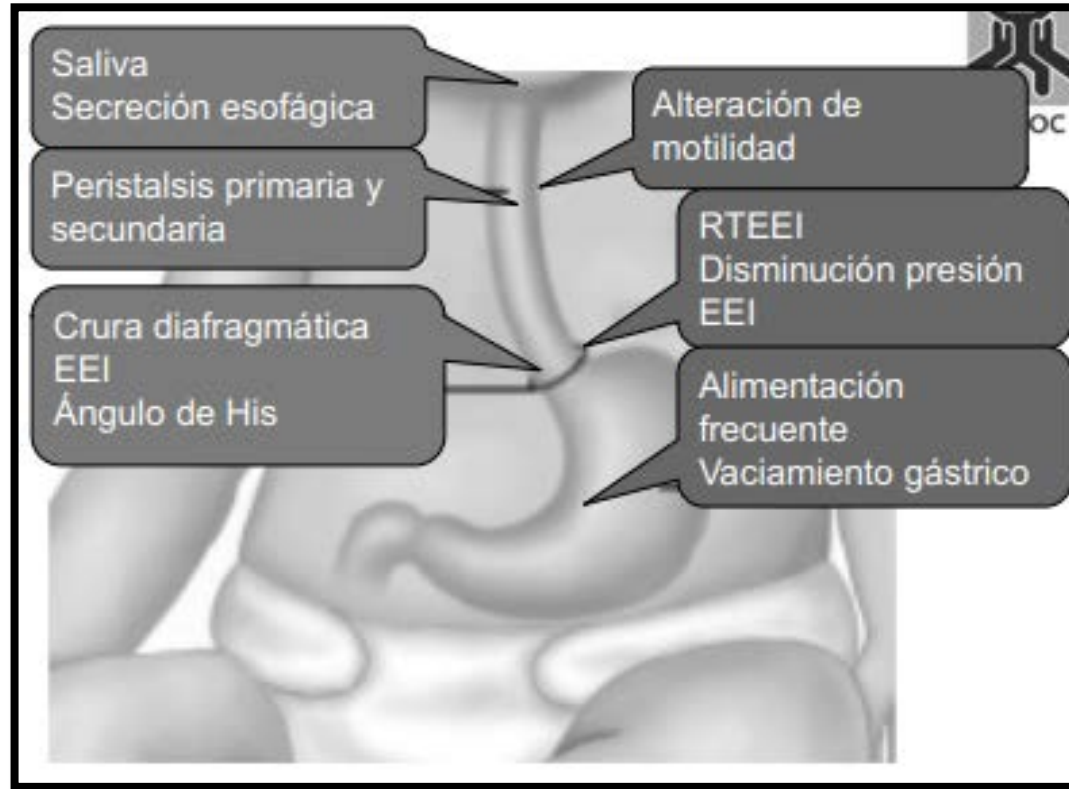 Saliva
Secreción esofágica
Peristalsis primaria y
secundaria
Crura diafragmática
EEI
Ángulo de His
Alteración de
motilidad
RTEEI
Disminución presión
EEI
Alimentación
frecuente
Vaciamiento gástrico